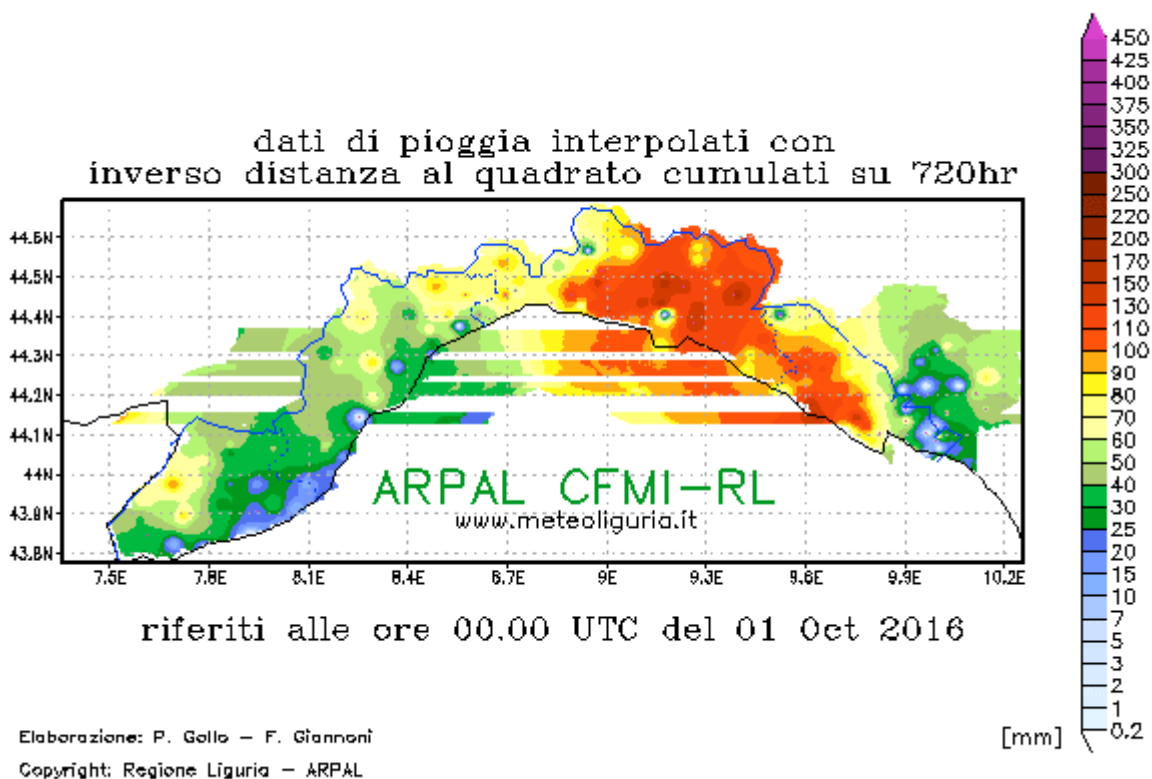 dati di pioggia interpolati con
inverso distanza al quadrato cumulati su 720hr
44.6N
44.5N
44.4N
44.3N
44.2N
44.1N
44N
43.9N
43.8N
7.5E 7.8E 8.1E 8.4E 8.7E 9E 9.3E 9.6E 9.9E 10.2E
ARPAL CFMI-RL
www.meteoliguria.it
riferiti alle ore 00.00 UTC del 01 Oct 2016
450
425
400
375
350
325
300
250
220
200
170
150
130
110
100
90
80
70
60
50
40
30
25
20
15
10
7
5
3
2
1
0.2
[mm]
Elaborazione: P. Gollo - F. Giannoni
Copyright: Regione Liguria - ARPAL